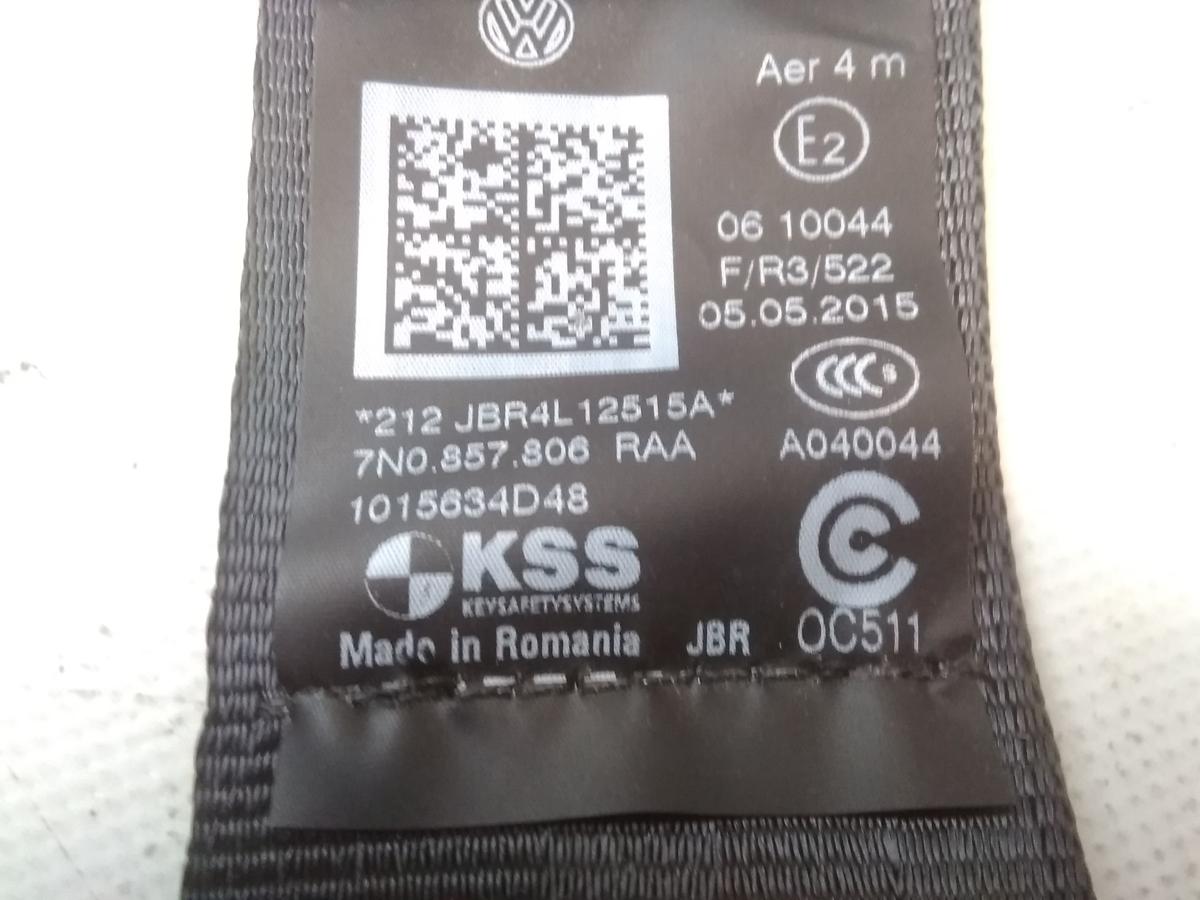 Aer 4 m
E2
06 10044
F/R3/522
05.05.2015
CCC S
A040044
*212 JBR4L12515A*
7N0.857.806 RAA
1015634D48
KSS
KEYSAFETYSYSTEMS
Made in Romania JBR
OC511